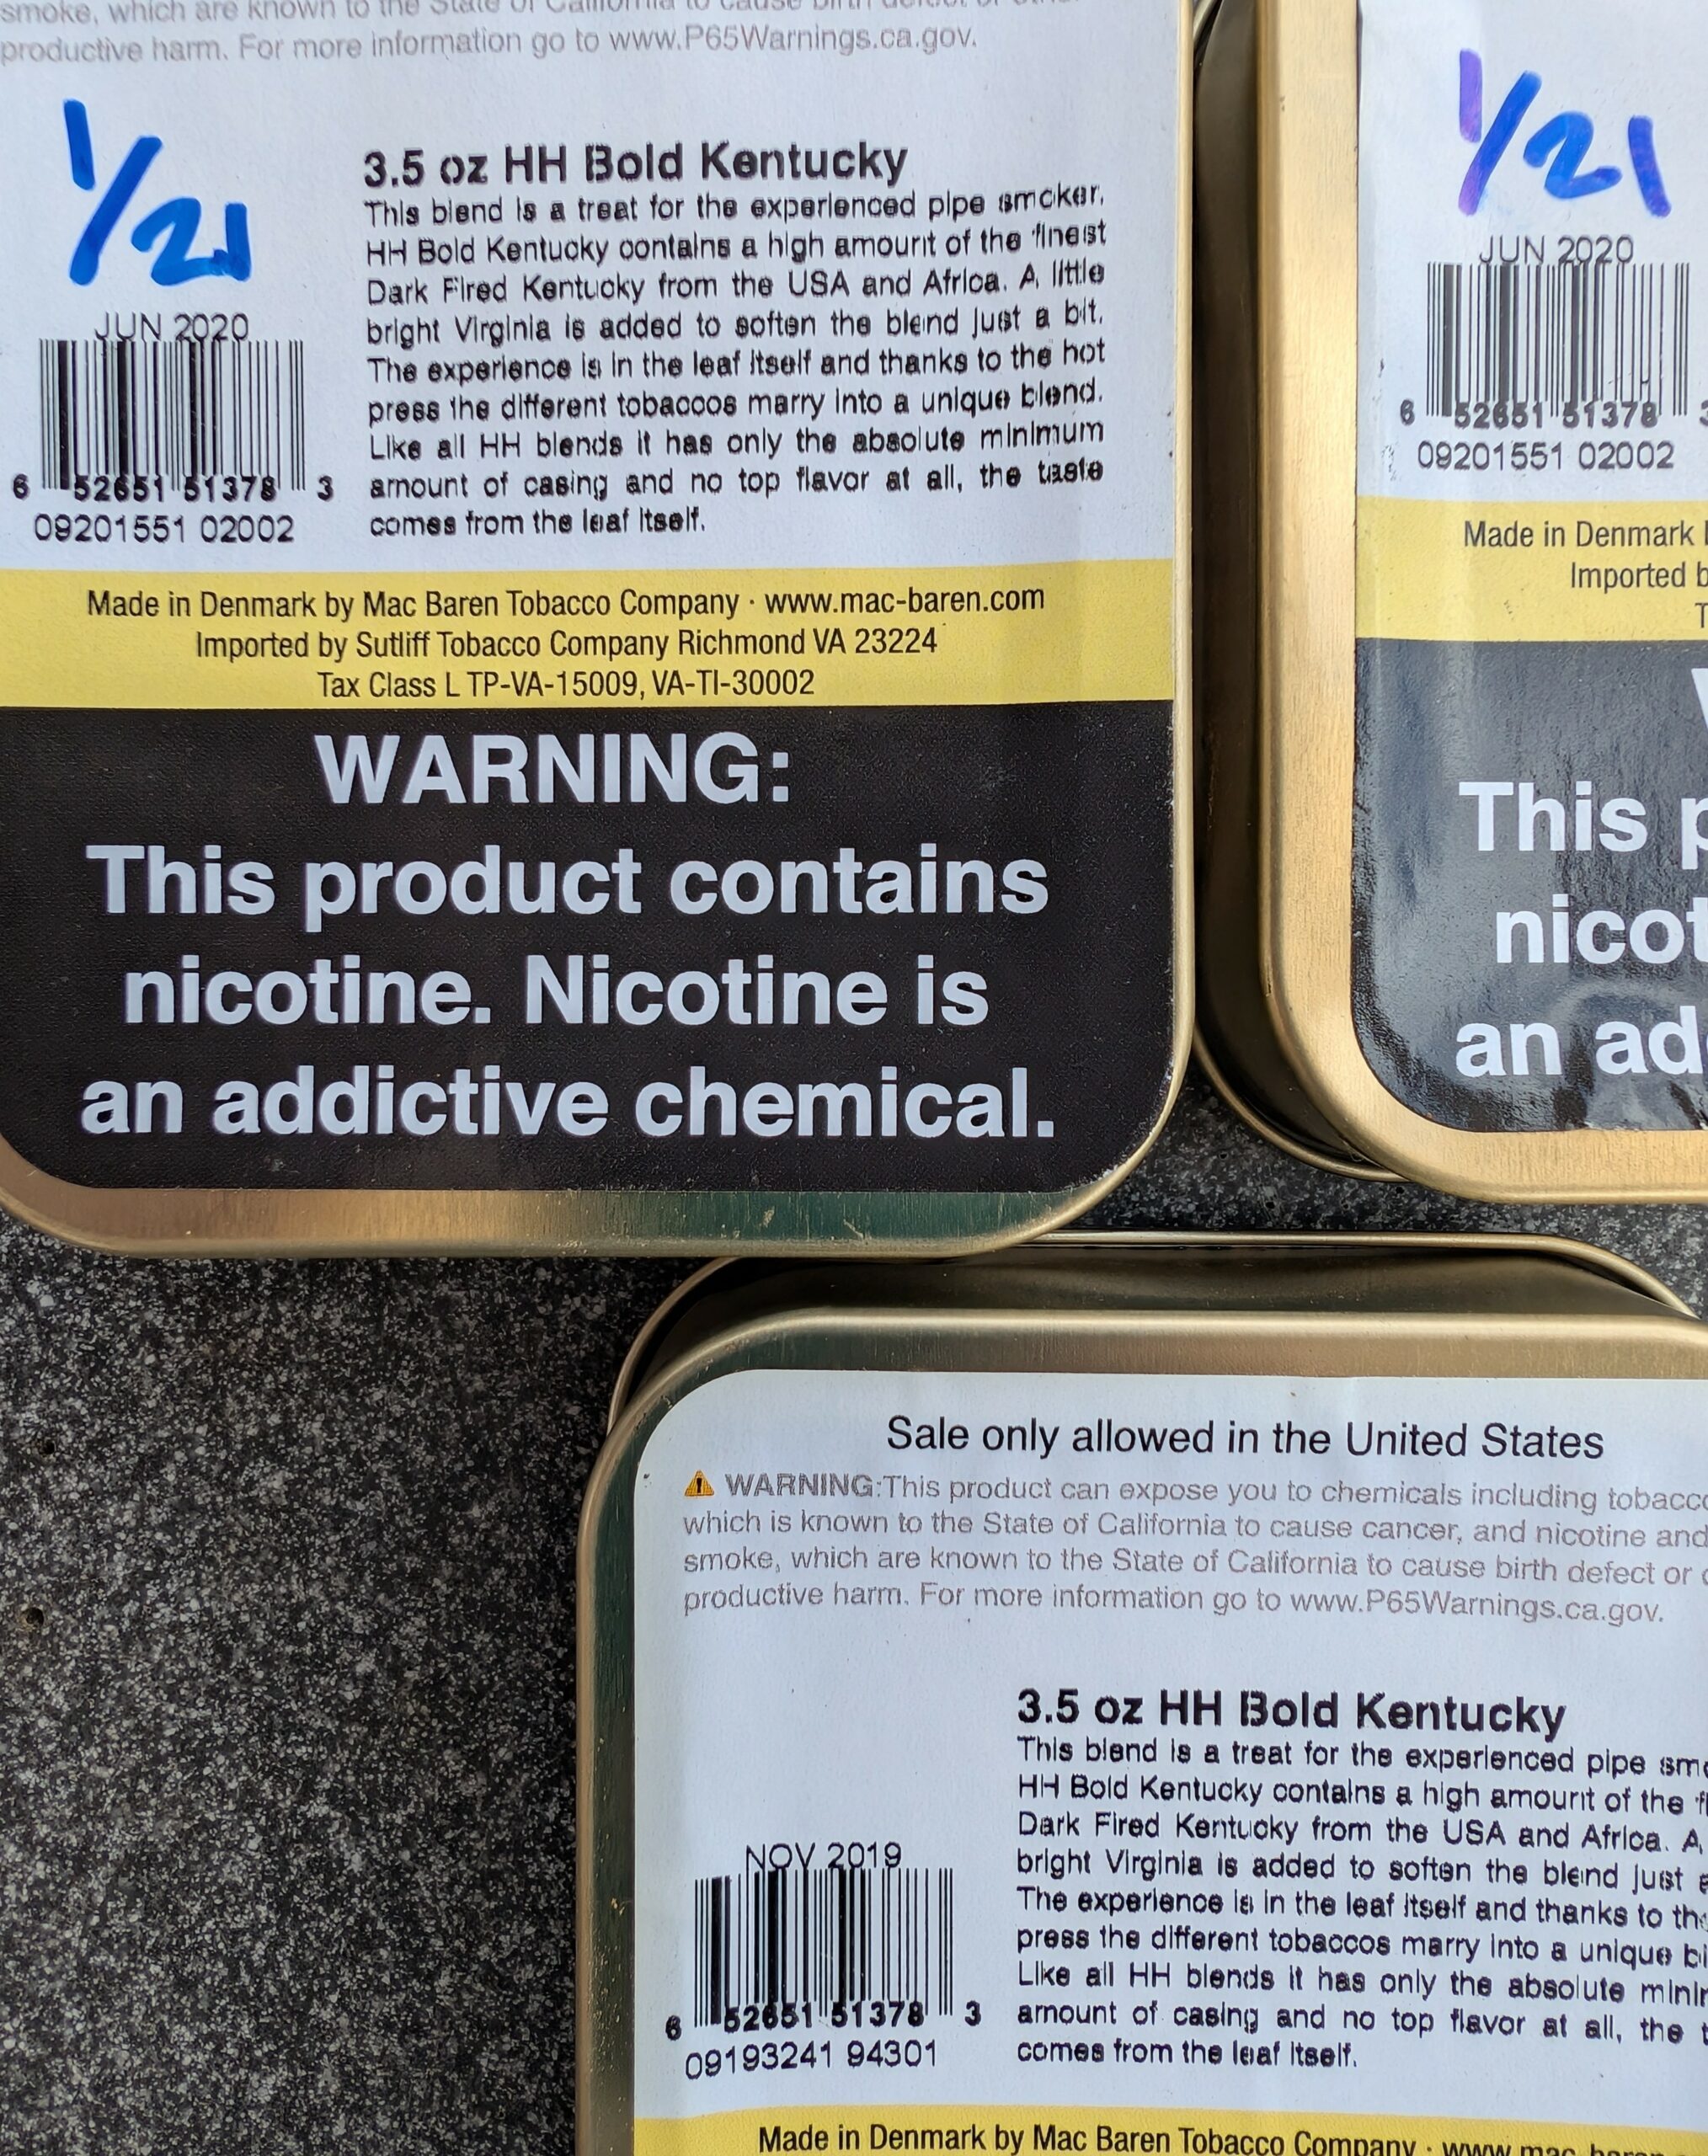 smoke, which are known to the State of California to cause birth defect or
productive harm. For more information go to www.P65Warnings.ca.gov.
1/21
JUN 2020
6 52651 51378 3
09201551 02002
3.5 oz HH Bold Kentucky
This blend is a treat for the experienced pipe smoker.
HH Bold Kentucky contains a high amount of the finest
Dark Fired Kentucky from the USA and Africa. A little
bright Virginia is added to soften the blend just a bit.
The experience is in the leaf itself and thanks to the hot
press the different tobaccos marry into a unique blend.
Like all HH blends it has only the absolute minimum
amount of casing and no top flavor at all, the taste
comes from the leaf itself.
Made in Denmark by Mac Baren Tobacco Company · www.mac-baren.com
Imported by Sutliff Tobacco Company Richmond VA 23224
Tax Class L TP-VA-15009, VA-TI-30002
WARNING:
This product contains
nicotine. Nicotine is
an addictive chemical.
1/21
JUN 2020
6 52651 51378
09201551 02002
Made in Denmark
Imported
This
Sale only allowed in the United States
WARNING:This product can expose you to chemicals including
which is known to the State of California to cause cancer, and nicotine and
smoke, which are known to the State of California to cause birth defect or
productive harm. For more information go to www.P65Warnings.ca.gov.
NOV 2019
6 52651 51378 3
09193241 94301
3.5 oz HH Bold Kentucky
This blend is a treat for the experienced pipe
HH Bold Kentucky contains a high amount of the
Dark Fired Kentucky from the USA and Africa. A
bright Virginia is added to soften the blend just
The experience is in the leaf itself and thanks to
press the different tobaccos marry into a unique
Like all HH blends it has only the absolute
amount of casing and no top flavor at all, the
comes from the leaf itself.
Made in Denmark by Mac Baren Tobacco Company ·